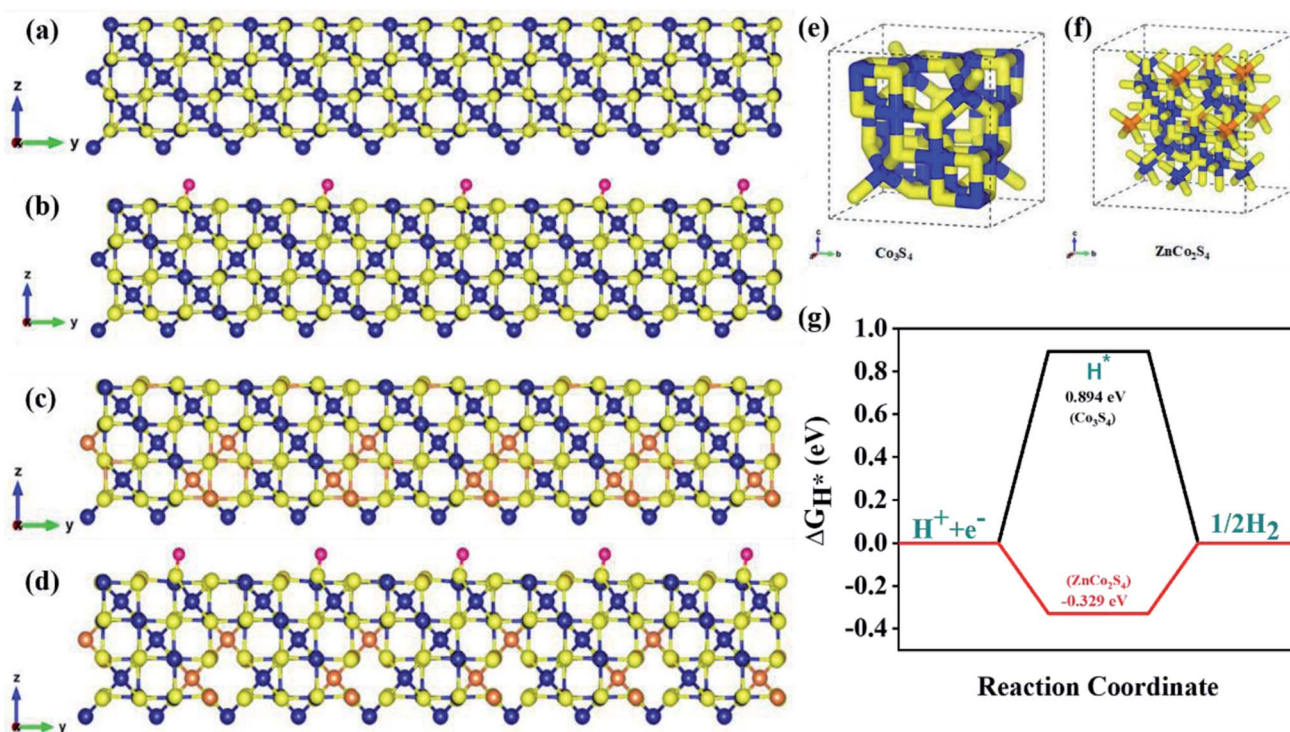 (a)
z
y
(b)
z
y
(c)
z
y
(d)
z
y
(e)
c
b
Co₃S₄
(f)
c
b
ZnCo₂S₄
(g)
ΔG_H* (eV)
1.0
0.8
0.6
0.4
0.2
0.0
-0.2
-0.4
H*
0.894 eV
(Co₃S₄)
H⁺+e⁻
1/2H₂
(ZnCo₂S₄)
-0.329 eV
Reaction Coordinate